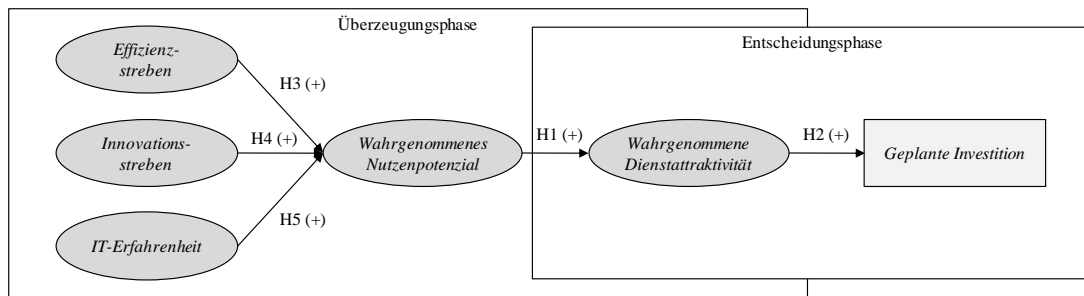 Überzeugungsphase
Entscheidungsphase
Effizienz-
streben
H3 (+)
Innovations-
streben
H4 (+)
Wahrgenommenes
Nutzenpotenzial
H1 (+)
Wahrgenommene
Dienstattraktivität
H2 (+)
Geplante Investition
H5 (+)
IT-Erfahrenheit